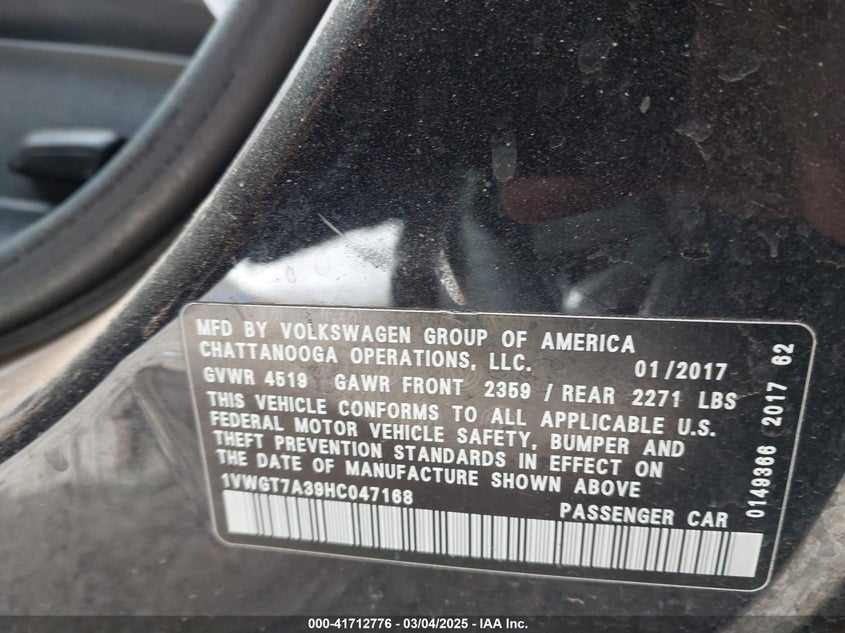 MFD BY VOLKSWAGEN GROUP OF AMERICA
CHATTANOOGA OPERATIONS, LLC. 01/2017
GVWR 4519 GAWR FRONT 2359 / REAR 2271 LBS
THIS VEHICLE CONFORMS TO ALL APPLICABLE U.S.
FEDERAL MOTOR VEHICLE SAFETY, BUMPER AND
THEFT PREVENTION STANDARDS IN EFFECT ON
THE DATE OF MANUFACTURE SHOWN ABOVE
1VWGT7A39HC047168 PASSENGER CAR
0149366 2017 62
000-41712776 - 03/04/2025 - IAA Inc.